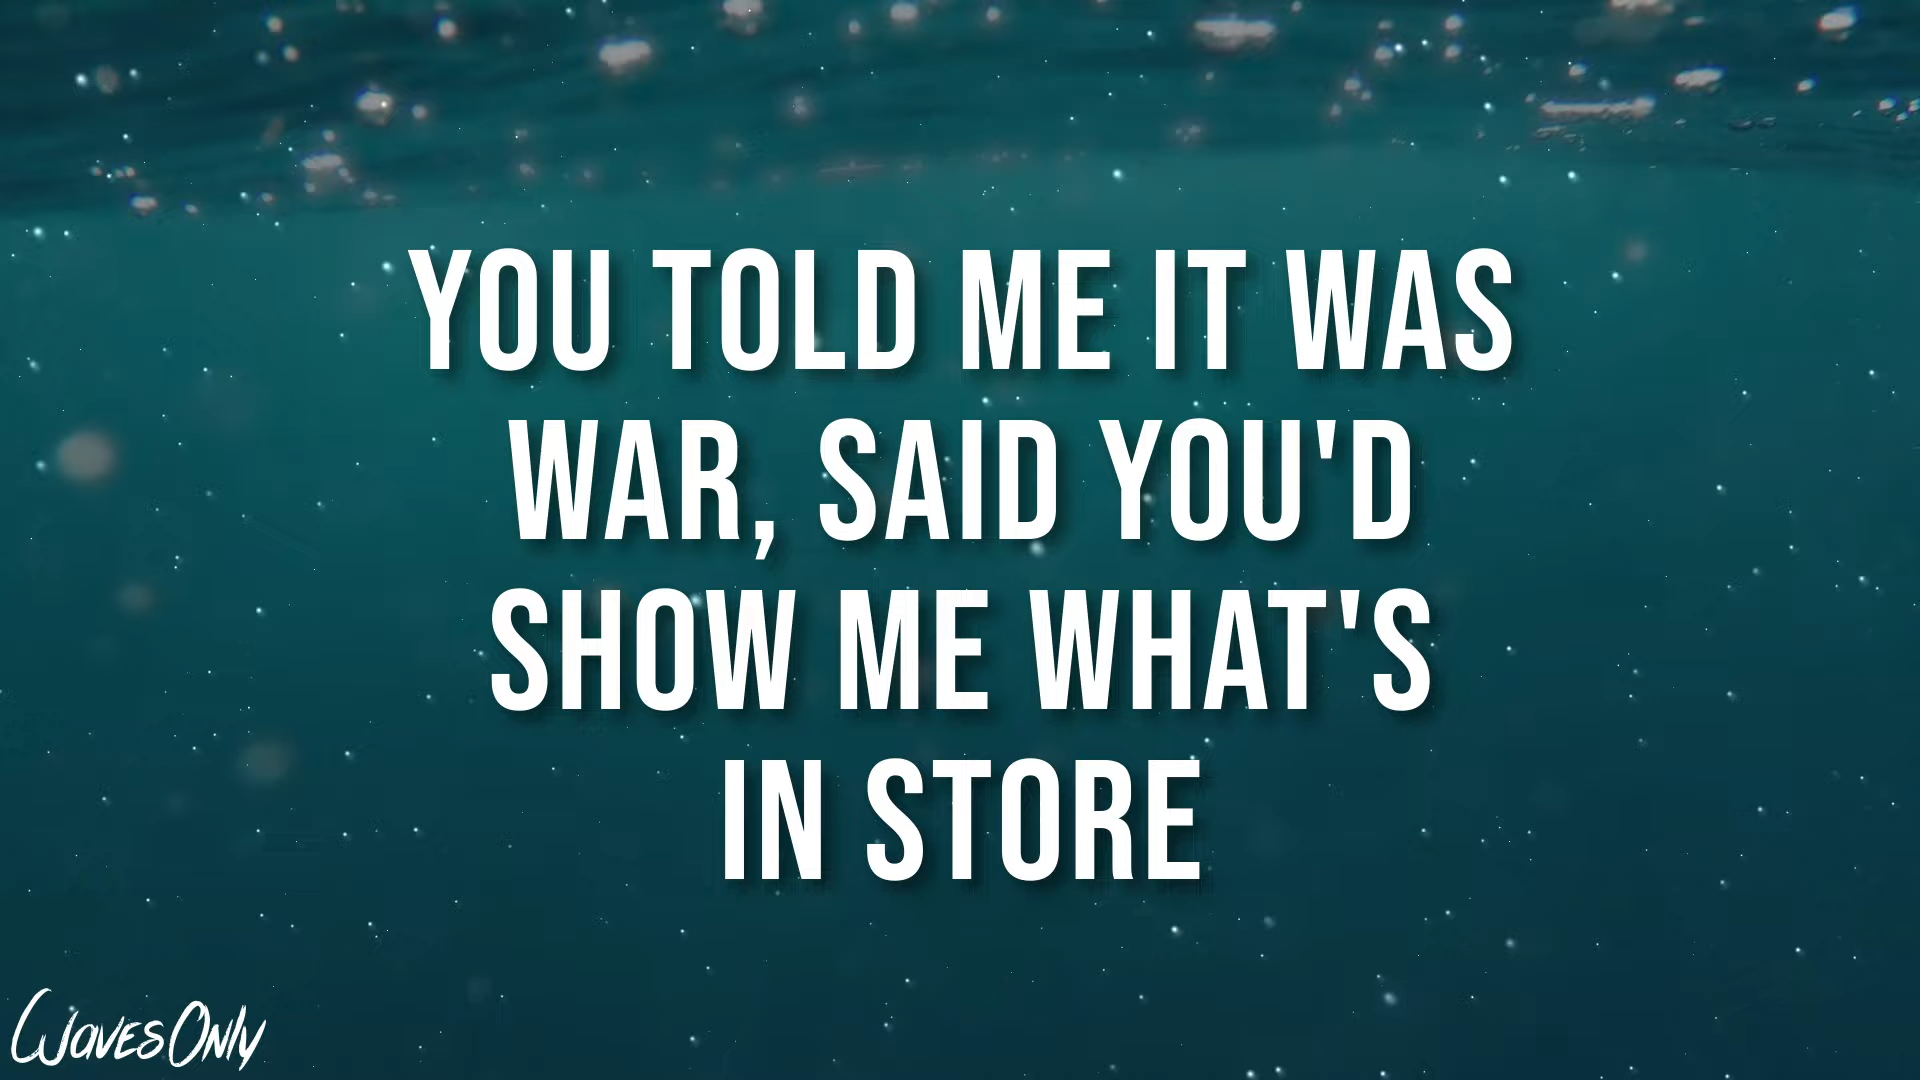 YOU TOLD ME IT WAS
WAR, SAID YOU'D
SHOW ME WHAT'S
IN STORE
WavesOnly